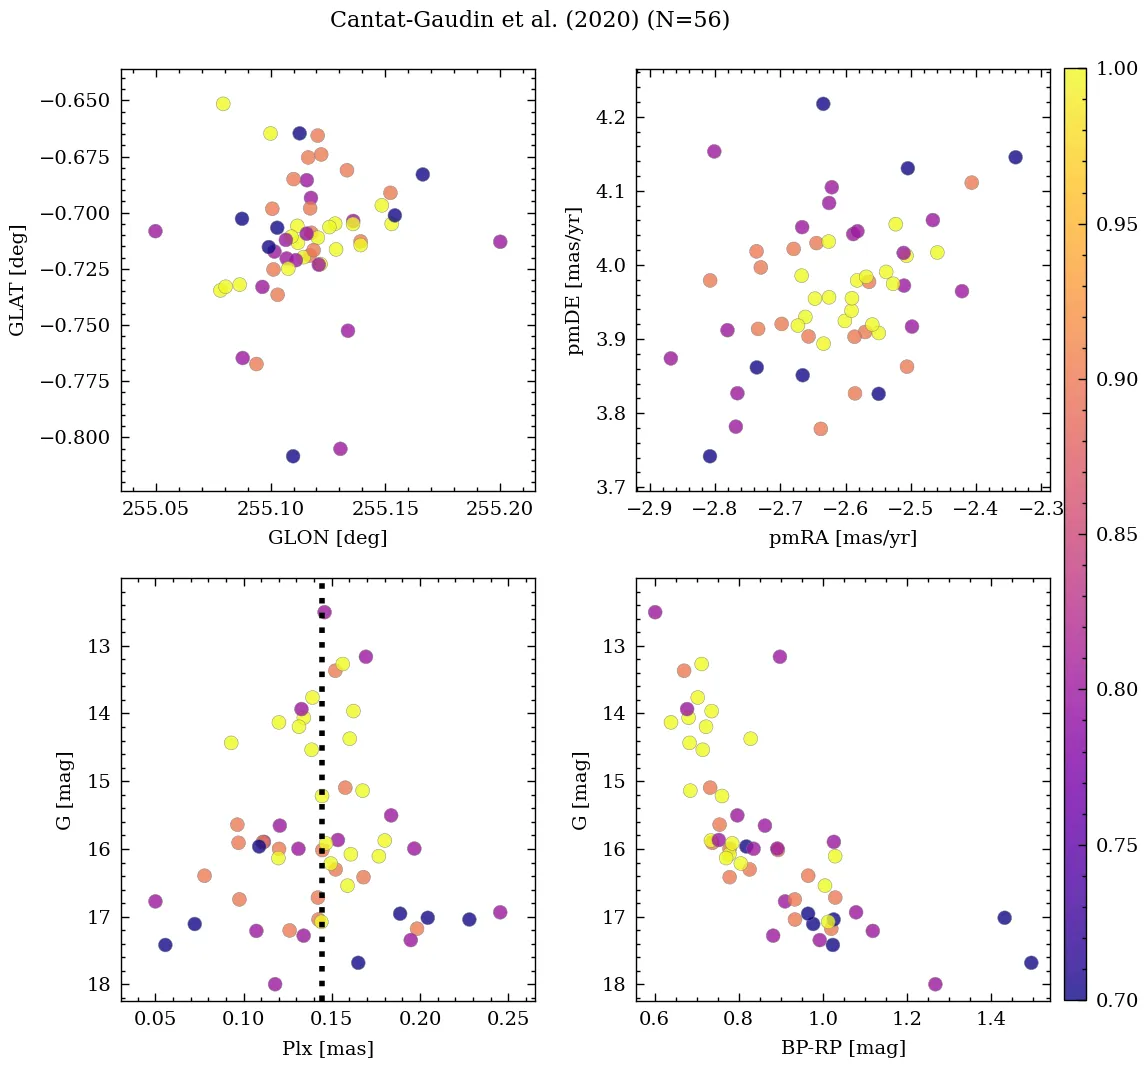 Cantat-Gaudin et al. (2020) (N=56)
−0.650
−0.675
−0.700
−0.725
−0.750
−0.775
−0.800
GLAT [deg]
255.05 255.10 255.15 255.20
GLON [deg]
4.2
4.1
4.0
3.9
3.8
3.7
pmDE [mas/yr]
−2.9 −2.8 −2.7 −2.6 −2.5 −2.4 −2.3
pmRA [mas/yr]
1.00
0.95
0.90
0.85
0.80
0.75
0.70
13
14
15
16
17
18
G [mag]
0.05 0.10 0.15 0.20 0.25
Plx [mas]
13
14
15
16
17
18
G [mag]
0.6 0.8 1.0 1.2 1.4
BP-RP [mag]